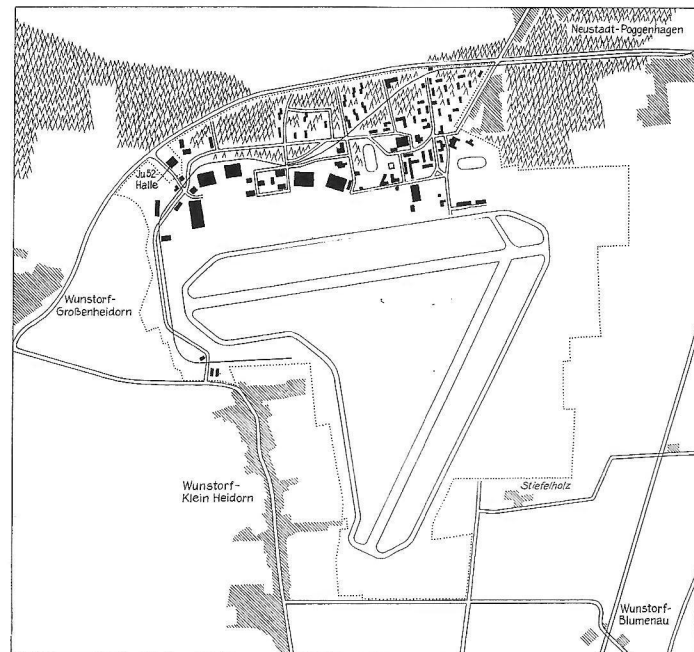 Neustadt-Poggenhagen
Ju 52-
Halle
Wunstorf-
Großenheidorn
Wunstorf-
Klein Heidorn
Stiefelholz
Wunstorf-
Blumenau